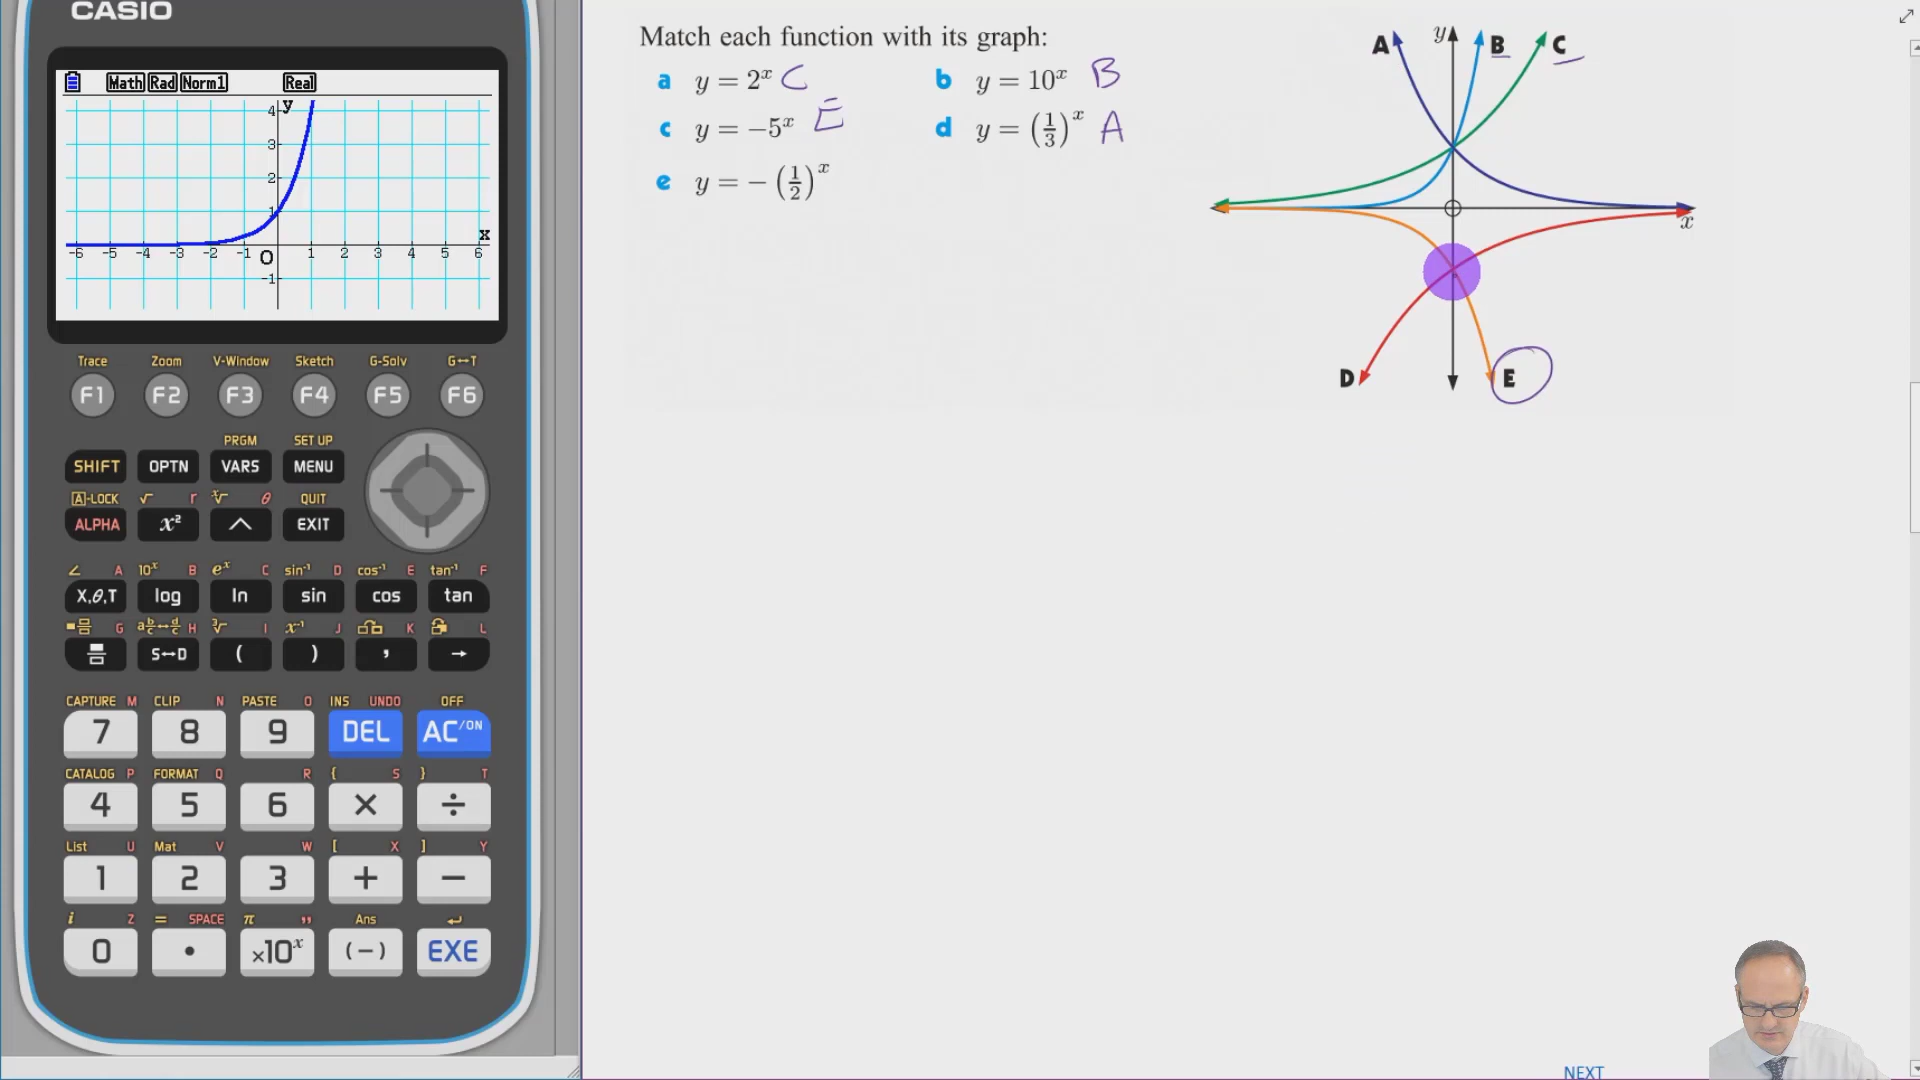 CASIO
Math Rad Norm1 Real
y
4
3
2
1
-6 -5 -4 -3 -2 -1 O 1 2 3 4 5 6 x
-1
Trace Zoom V-Window Sketch G-Solv G↔T
F1 F2 F3 F4 F5 F6
PRGM SET UP
SHIFT OPTN VARS MENU
A-LOCK √ r ˣ√ θ QUIT
ALPHA x² ^ EXIT
∠ A 10ˣ B eˣ C sin⁻¹ D cos⁻¹ E tan⁻¹ F
X,θ,T log ln sin cos tan
G a b/c↔d/c H ³√ I x⁻¹ J K L
S↔D ( ) , →
CAPTURE M CLIP N PASTE O INS UNDO OFF
7 8 9 DEL AC/ON
CATALOG P FORMAT Q R { S } T
4 5 6 × ÷
List U Mat V W [ X ] Y
1 2 3 + −
i Z = SPACE π " Ans ↵
0 • ×10ˣ (−) EXE
Match each function with its graph:
a y = 2ˣ C b y = 10ˣ B
c y = −5ˣ E d y = (1/3)ˣ A
e y = −(1/2)ˣ
A y B C
x
D E
NEXT